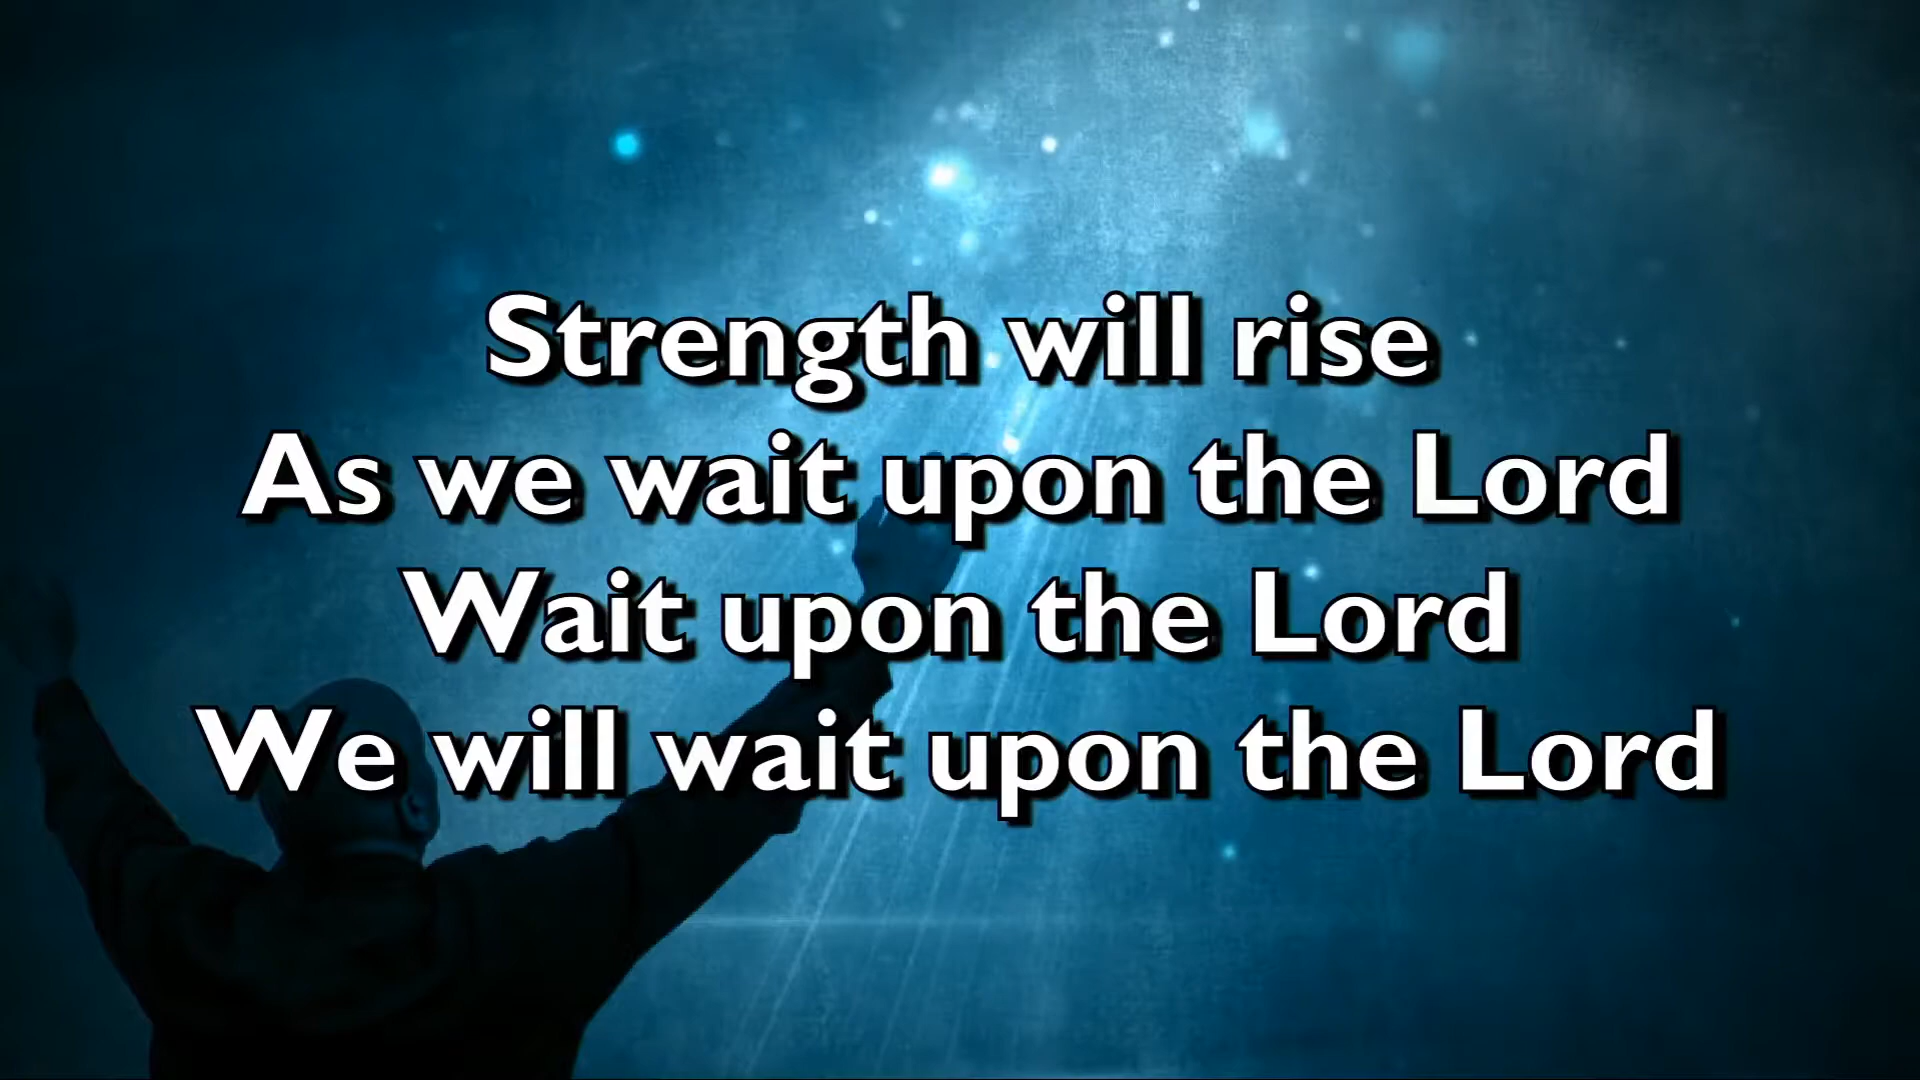 Strength will rise
As we wait upon the Lord
Wait upon the Lord
We will wait upon the Lord